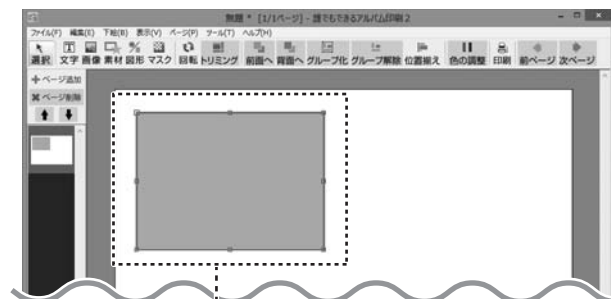 無題 * [1/1ページ] - 誰でもできるアルバム印刷 2
ファイル(F) 編集(E) 下絵(B) 表示(V) ページ(P) ツール(T) ヘルプ(H)
選択 文字 画像 素材 図形 マスク 回転 トリミング 前面へ 背面へ グループ化 グループ解除 位置揃え 色の調整 印刷 前ページ 次ページ
ページ追加
ページ削除